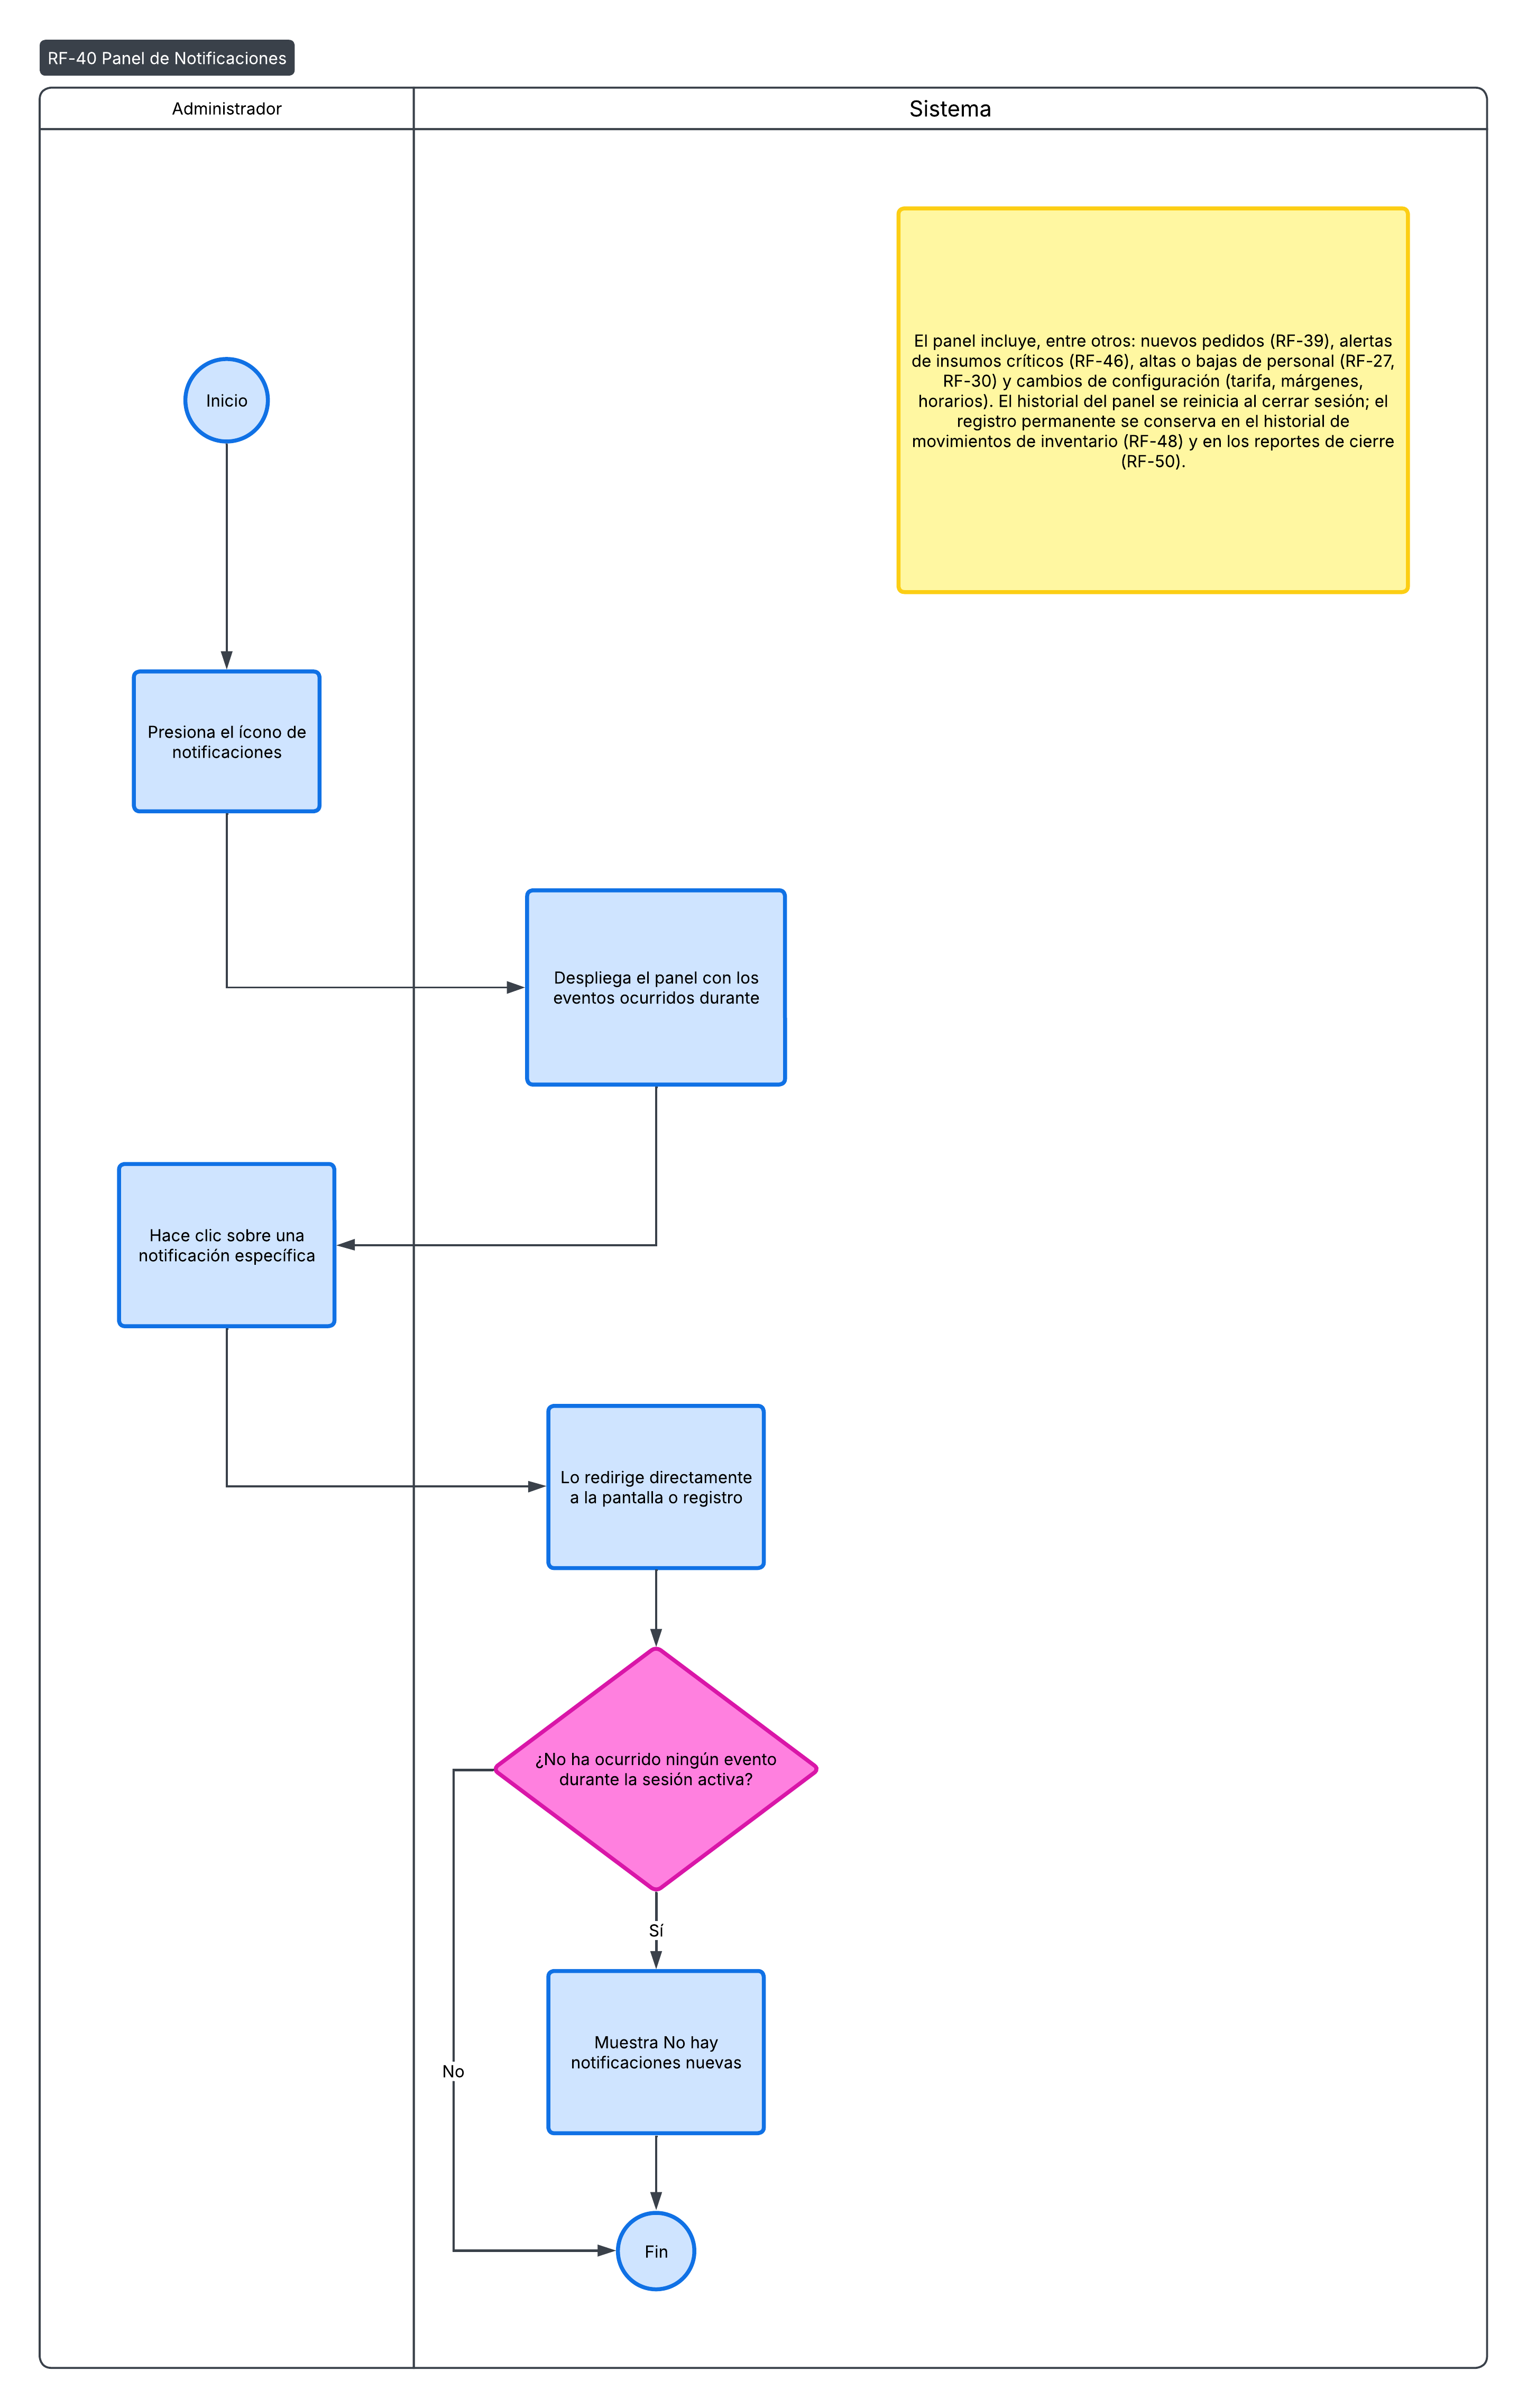 RF-40 Panel de Notificaciones
Administrador
Sistema
El panel incluye, entre otros: nuevos pedidos (RF-39), alertas
de insumos críticos (RF-46), altas o bajas de personal (RF-27,
RF-30) y cambios de configuración (tarifa, márgenes,
horarios). El historial del panel se reinicia al cerrar sesión; el
registro permanente se conserva en el historial de
movimientos de inventario (RF-48) y en los reportes de cierre
(RF-50).
Inicio
Presiona el ícono de
notificaciones
Despliega el panel con los
eventos ocurridos durante
Hace clic sobre una
notificación específica
Lo redirige directamente
a la pantalla o registro
¿No ha ocurrido ningún evento
durante la sesión activa?
Sí
Muestra No hay
notificaciones nuevas
No
Fin